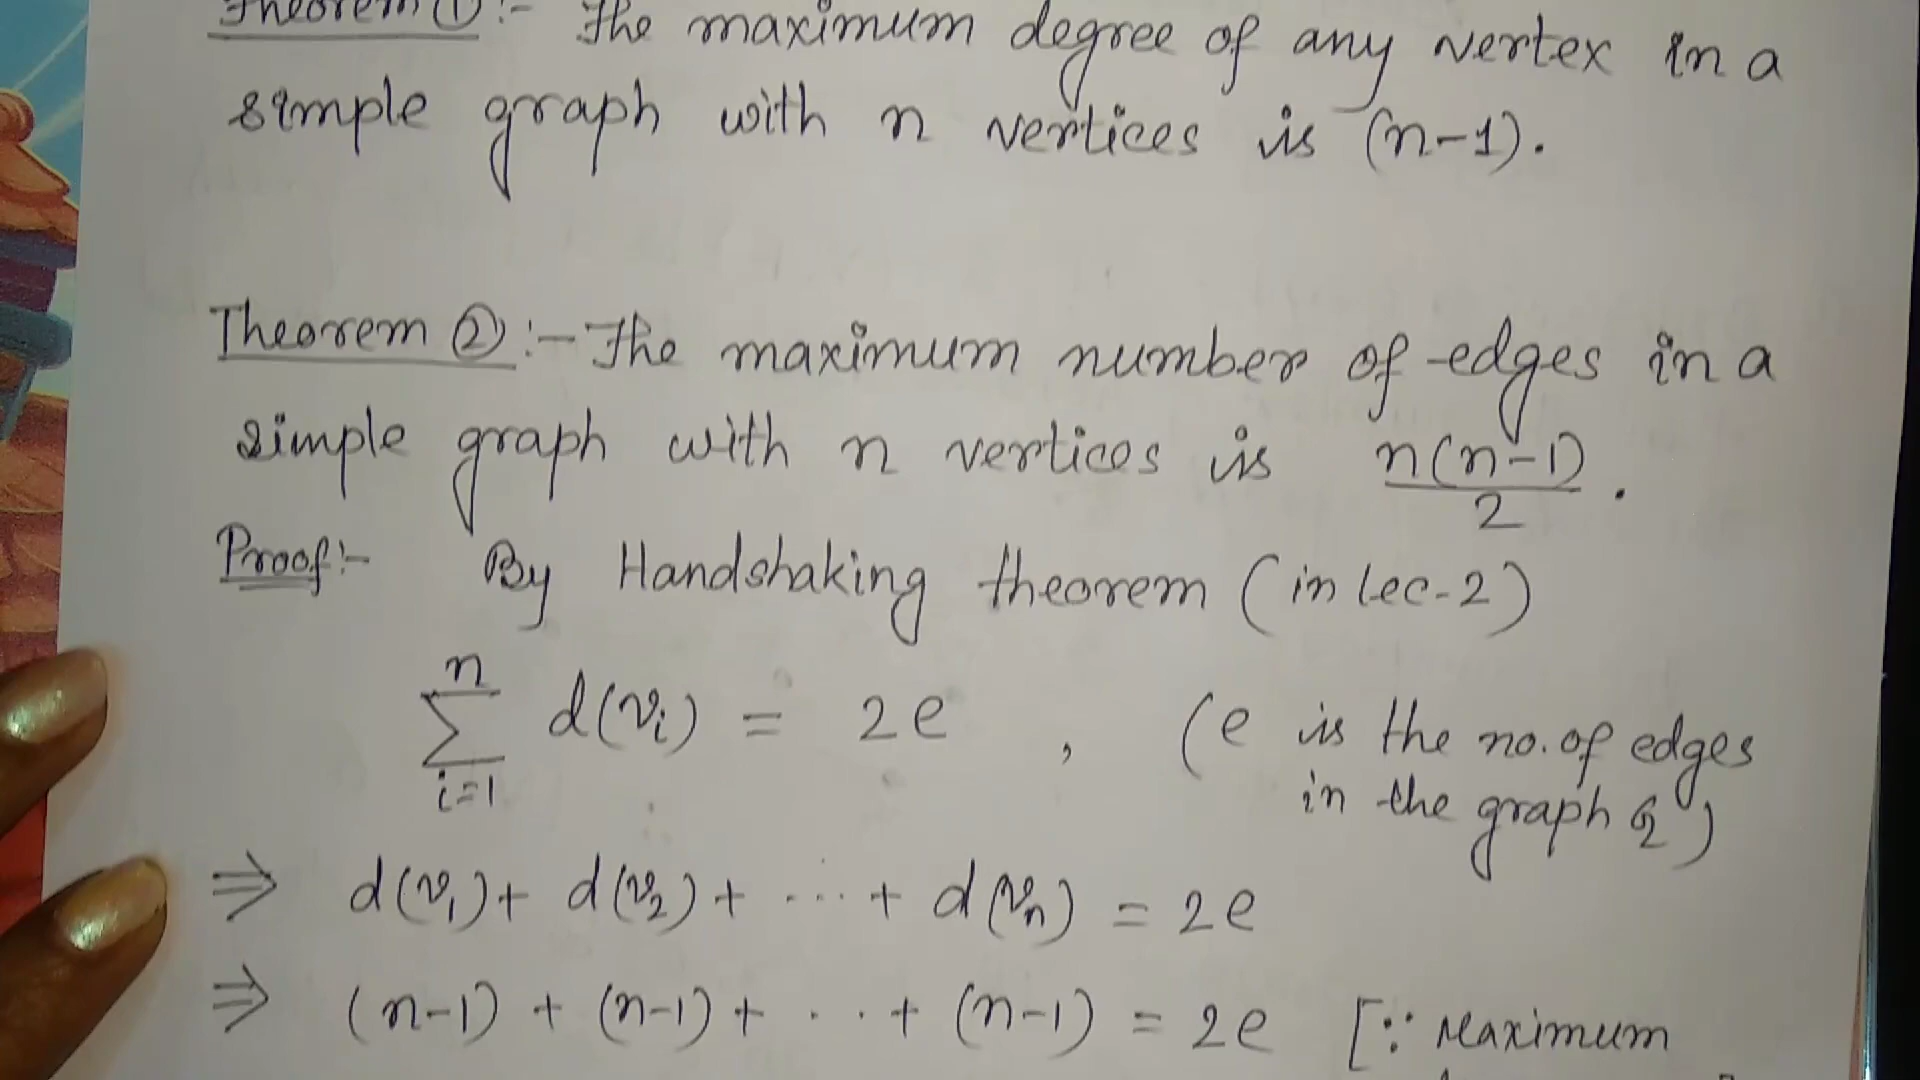 Theorem ①:- The maximum degree of any vertex in a
simple graph with n vertices is (n-1).
Theorem ②:- The maximum number of edges in a
simple graph with n vertices is n(n-1)/2.
Proof:- By Handshaking theorem (in lec-2)
∑_{i=1}^{n} d(v_i) = 2e , (e is the no. of edges
in the graph G)
⇒ d(v₁) + d(v₂) + ... + d(vₙ) = 2e
⇒ (n-1) + (n-1) + ... + (n-1) = 2e [∵ Maximum